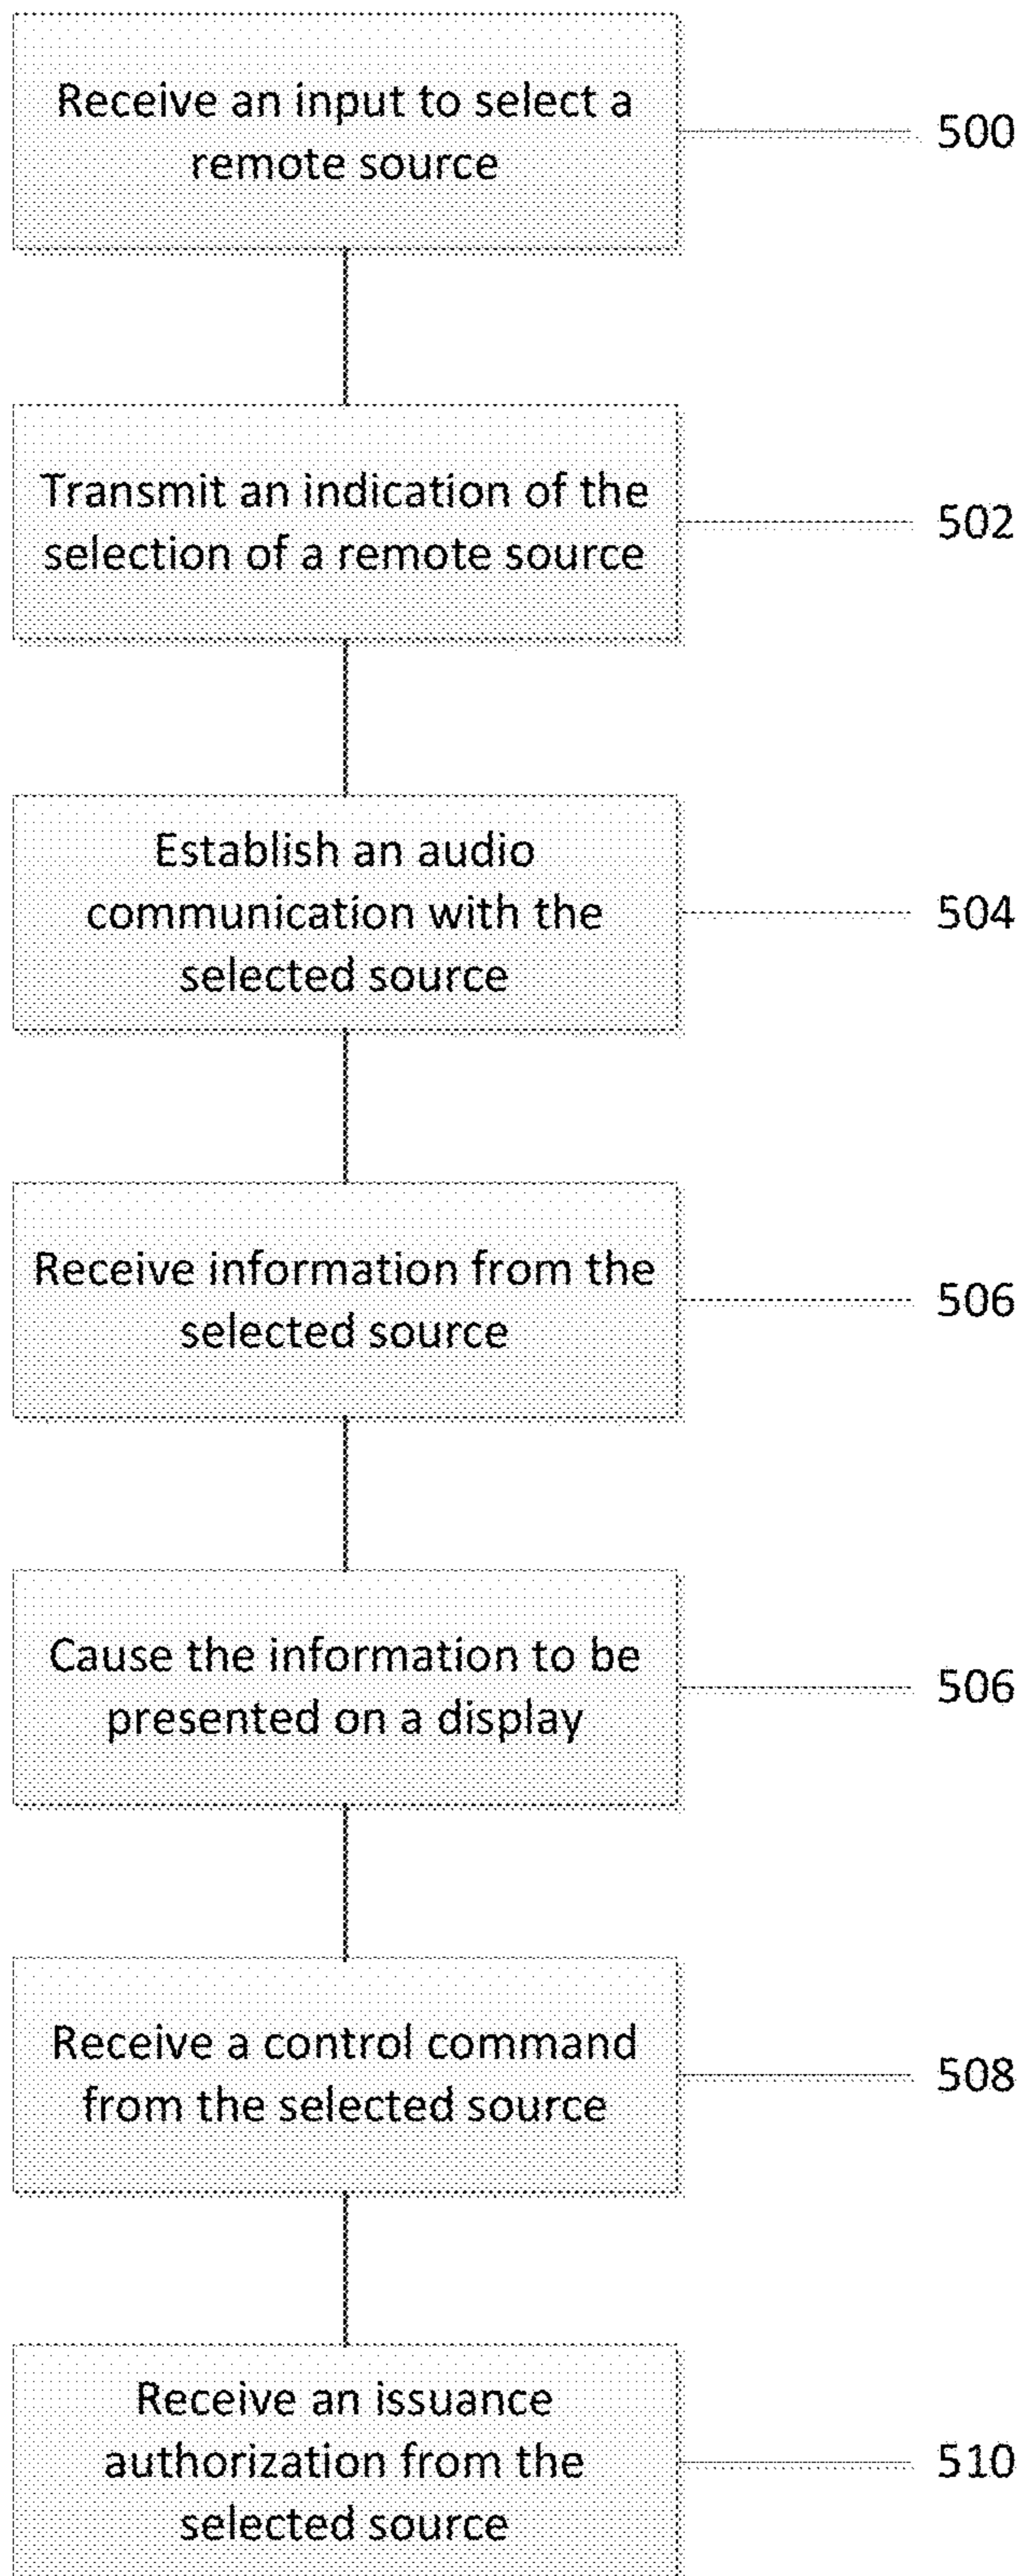 Receive an input to select a
remote source
500
Transmit an indication of the
selection of a remote source
502
Establish an audio
communication with the
selected source
504
Receive information from the
selected source
506
Cause the information to be
presented on a display
506
Receive a control command
from the selected source
508
Receive an issuance
authorization from the
selected source
510